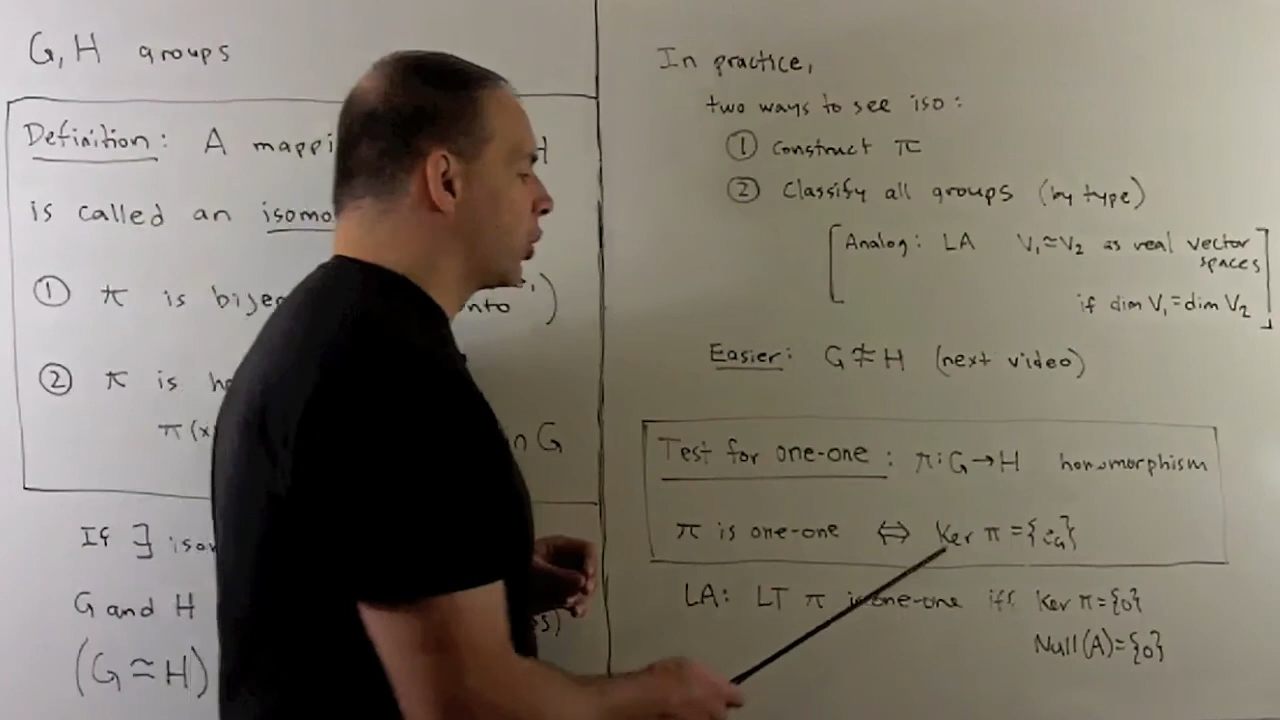 G, H groups
Definition: A mappi H
is called an isomo
① π is bije nto")
② π is ho
π(x n G
If ∃ ison
G and H s)
(G ≃ H)
In practice,
two ways to see iso:
① Construct π
② Classify all groups (by type)
[Analog: LA V₁≃V₂ as real vector
spaces
if dim V₁=dim V₂]
Easier: G≄H (next video)
Test for one-one: π:G→H homomorphism
π is one-one ⇔ Ker π={e_G}
LA: LT π is one-one iff Ker π={0}
Null(A)={0}